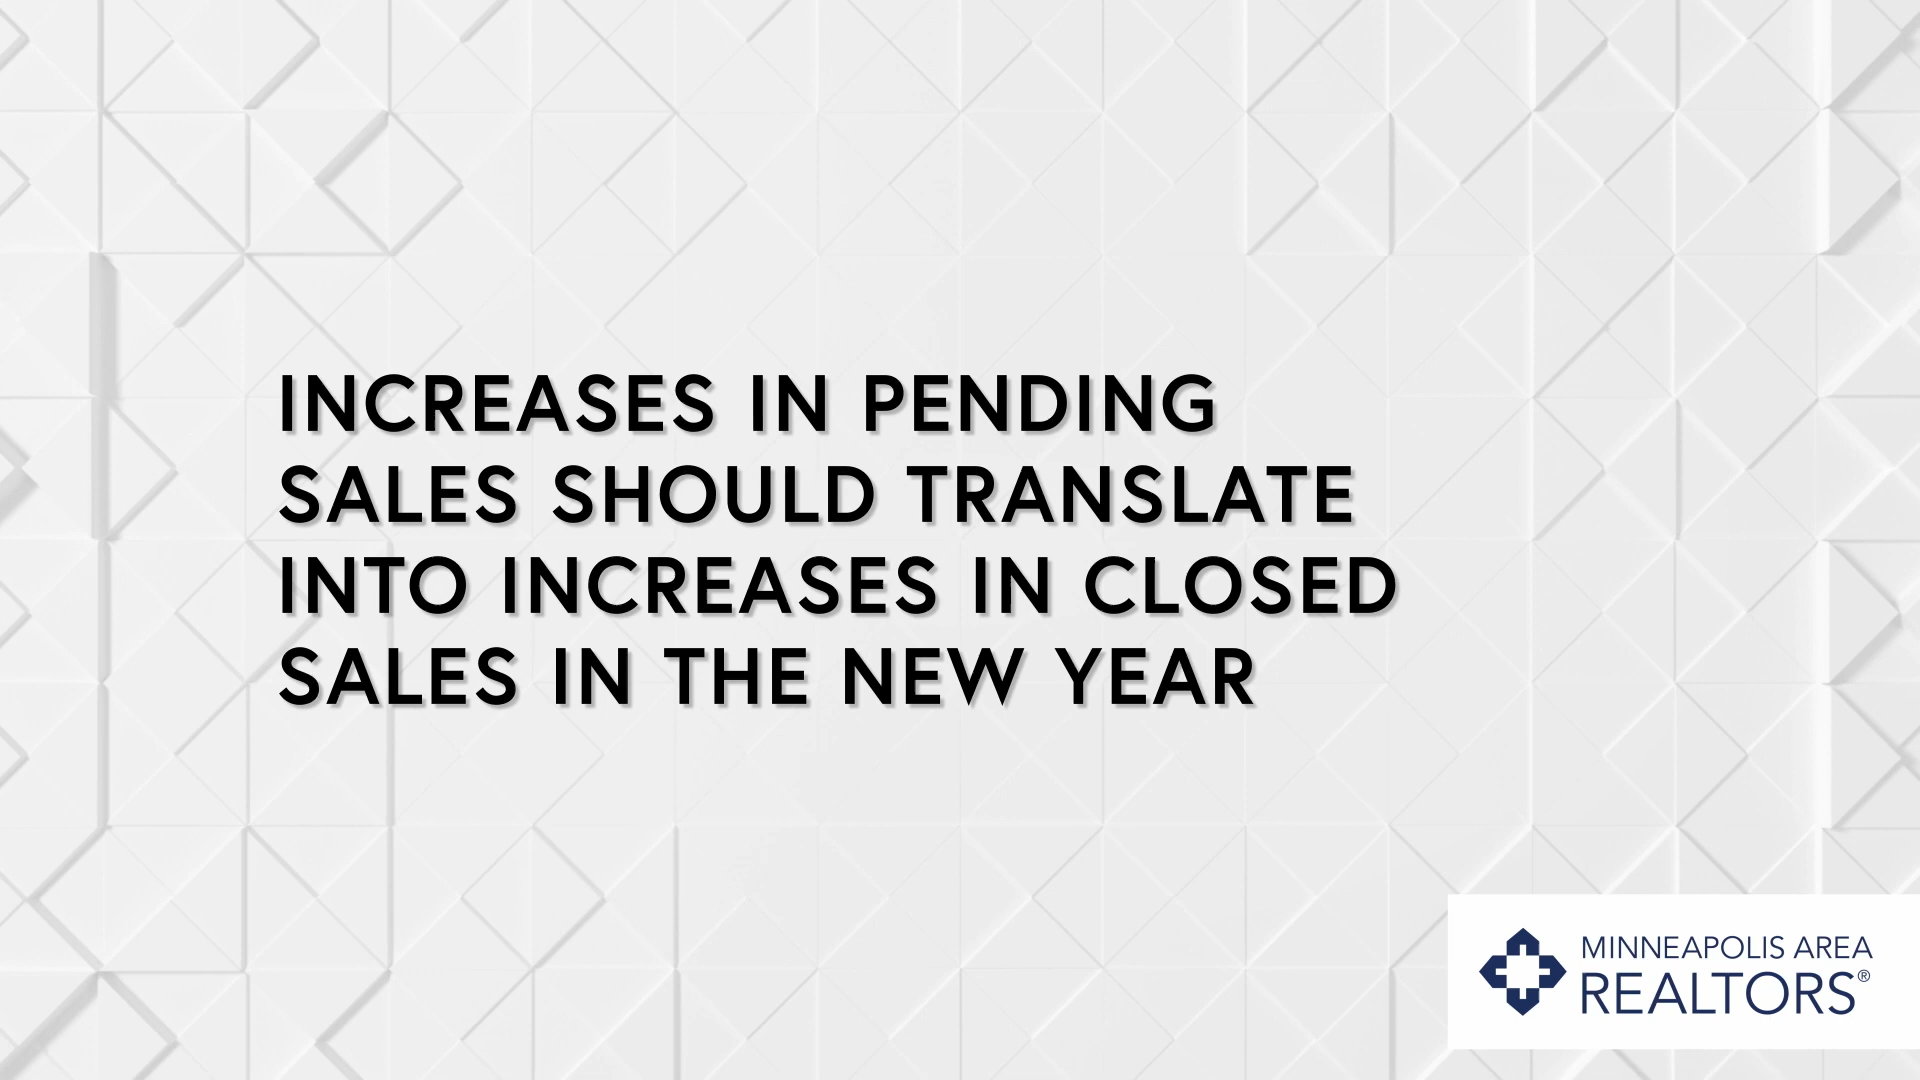 INCREASES IN PENDING
SALES SHOULD TRANSLATE
INTO INCREASES IN CLOSED
SALES IN THE NEW YEAR
MINNEAPOLIS AREA
REALTORS®